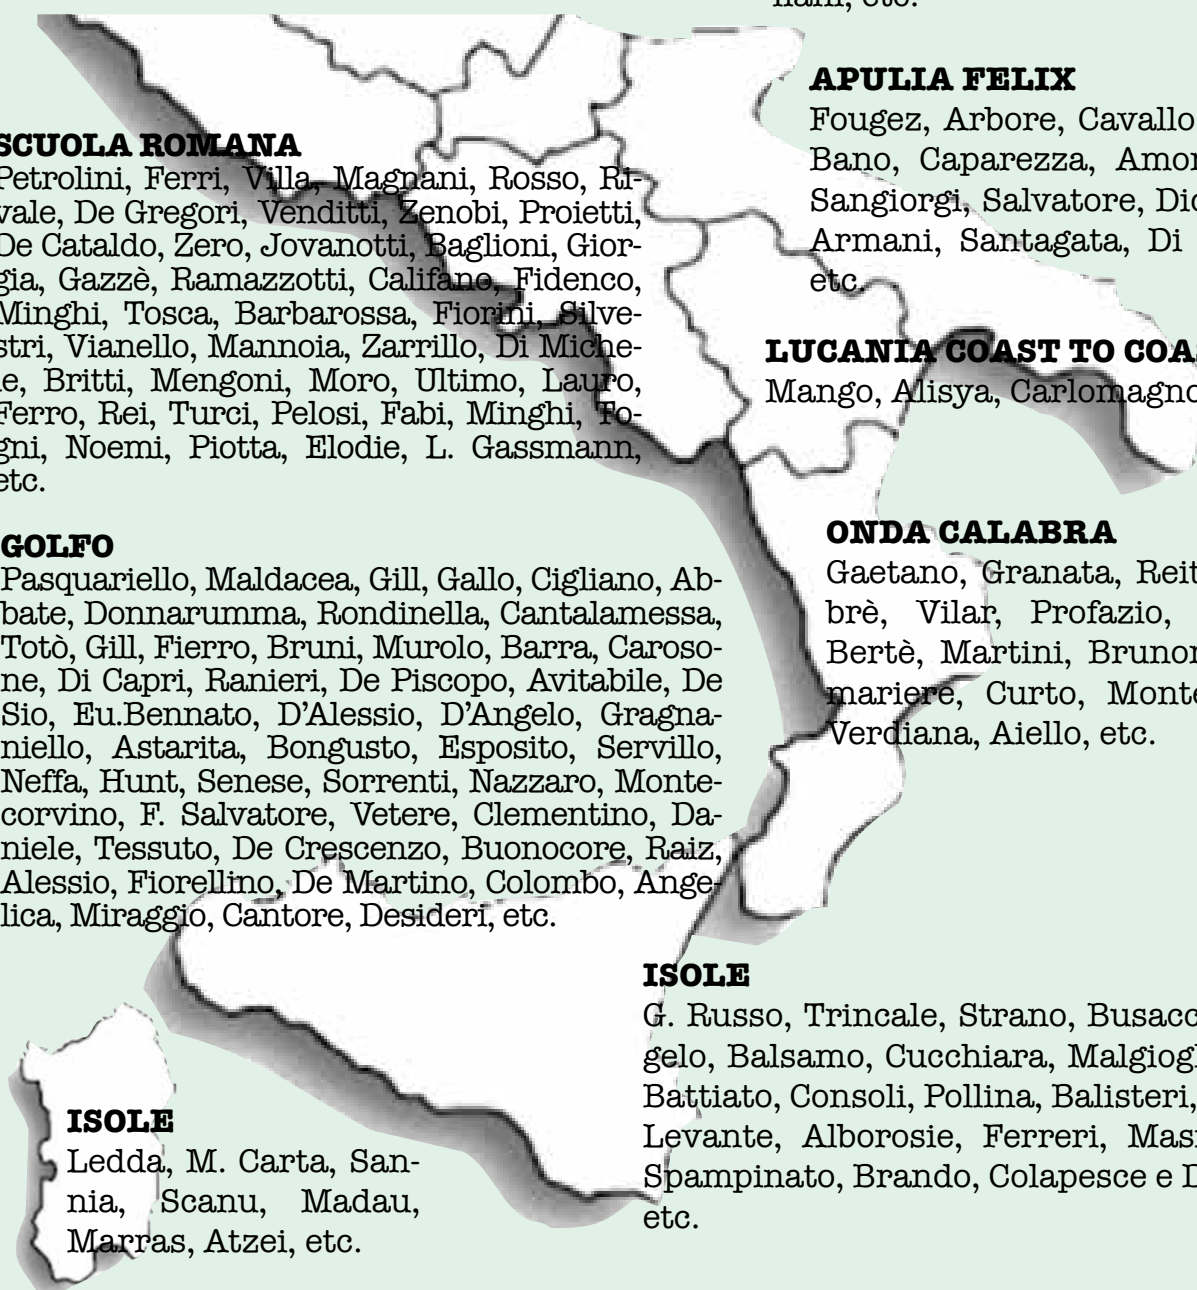 etc.
APULIA FELIX
Fougez, Arbore, Cavallo
Bano, Caparezza, Amor
Sangiorgi, Salvatore, Dio
Armani, Santagata, Di
etc.
SCUOLA ROMANA
Petrolini, Ferri, Villa, Magnani, Rosso, Ri-
vale, De Gregori, Venditti, Zenobi, Proietti,
De Cataldo, Zero, Jovanotti, Baglioni, Gior-
gia, Gazzè, Ramazzotti, Califano, Fidenco,
Minghi, Tosca, Barbarossa, Fiorini, Silve-
stri, Vianello, Mannoia, Zarrillo, Di Miche-
le, Britti, Mengoni, Moro, Ultimo, Lauro,
Ferro, Rei, Turci, Pelosi, Fabi, Minghi, To-
gni, Noemi, Piotta, Elodie, L. Gassmann,
etc.
LUCANIA COAST TO COA
Mango, Alisya, Carlomagno
GOLFO
Pasquariello, Maldacea, Gill, Gallo, Cigliano, Ab-
bate, Donnarumma, Rondinella, Cantalamessa,
Totò, Gill, Fierro, Bruni, Murolo, Barra, Caroso-
ne, Di Capri, Ranieri, De Piscopo, Avitabile, De
Sio, Eu.Bennato, D'Alessio, D'Angelo, Gragna-
niello, Astarita, Bongusto, Esposito, Servillo,
Neffa, Hunt, Senese, Sorrenti, Nazzaro, Monte-
corvino, F. Salvatore, Vetere, Clementino, Da-
niele, Tessuto, De Crescenzo, Buonocore, Raiz,
Alessio, Fiorellino, De Martino, Colombo, Ange-
lica, Miraggio, Cantore, Desideri, etc.
ONDA CALABRA
Gaetano, Granata, Reit
brè, Vilar, Profazio,
Bertè, Martini, Brunor
mariere, Curto, Monte
Verdiana, Aiello, etc.
ISOLE
G. Russo, Trincale, Strano, Busacc
gelo, Balsamo, Cucchiara, Malgiogl
Battiato, Consoli, Pollina, Balisteri,
Levante, Alborosie, Ferreri, Masi
Spampinato, Brando, Colapesce e D
etc.
ISOLE
Ledda, M. Carta, San-
nia, Scanu, Madau,
Marras, Atzei, etc.